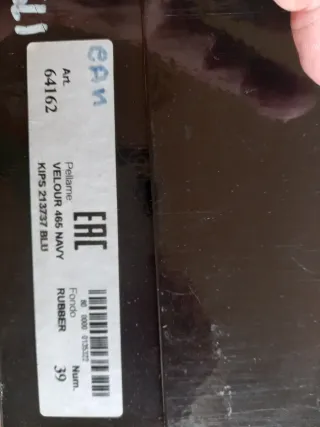 Art.
64162
Pellame
VELOUR 465 NAVY
KIPS 213737 BLU
EAC
Fondo
RUBBER
Num.
39